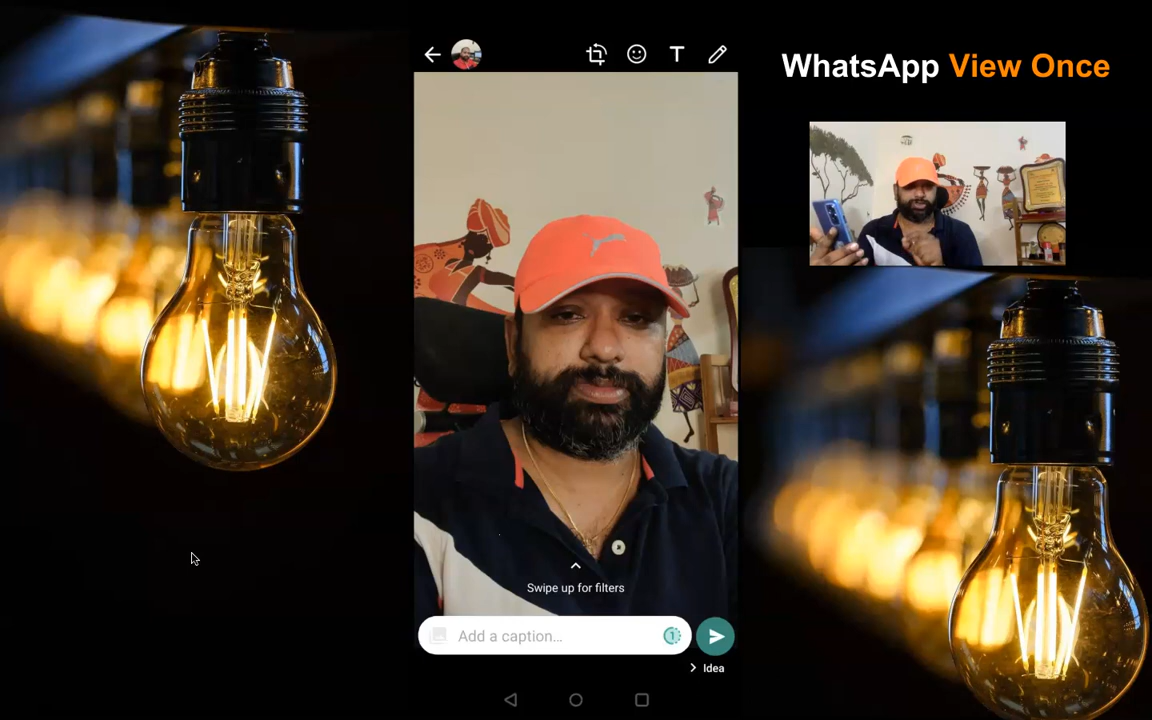 WhatsApp View Once
Swipe up for filters
Add a caption...
1
Idea